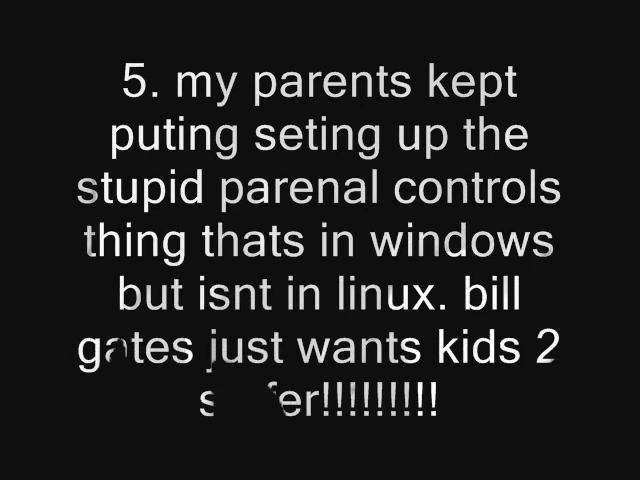 5. my parents kept
puting seting up the
stupid parenal controls
thing thats in windows
but isnt in linux. bill
gates just wants kids 2